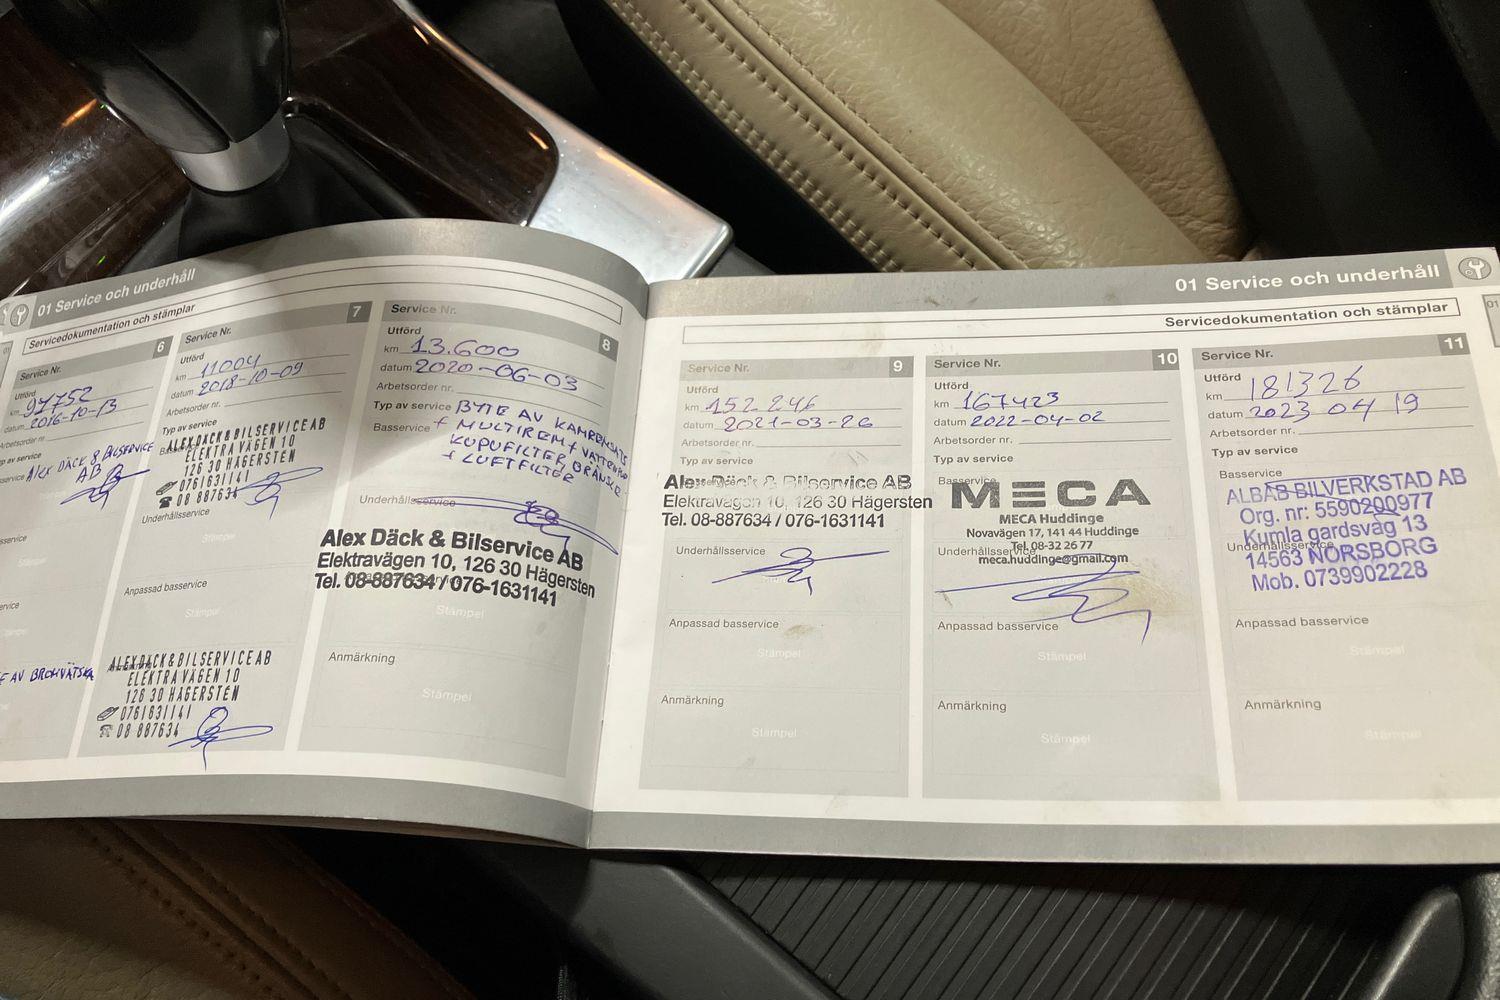 01 Service och underhåll
Servicedokumentation och stämplar
6
Service Nr.
Utförd
km 97752
datum 2016-10-13
Arbetsorder nr.
ALEX DÄCK & BILSERVICE
AB
AV BROMVÄTSKA
7
Service Nr.
Utförd
km 11004
datum 2018-10-09
Arbetsorder nr.
Typ av service
ALEX DÄCK & BILSERVICE AB
ELEKTRAVÄGEN 10
126 30 HÄGERSTEN
0761631141
08 887634
Underhållsservice
Stämpel
Anpassad basservice
Stämpel
ALEX DÄCK & BILSERVICE AB
ELEKTRAVÄGEN 10
126 30 HÄGERSTEN
0761631141
08 887634
8
Service Nr.
Utförd
km 13.600
datum 2020-06-03
Arbetsorder nr.
Typ av service BYTE AV
Basservice + MULTIREM +
KUPUFILTER,
+ LUFTFILTER
Underhållsservice
Alex Däck & Bilservice AB
Elektravägen 10, 126 30 Hägersten
Tel. 08-887634 / 076-1631141
Stämpel
Anmärkning
Stämpel
01 Service och underhåll
Servicedokumentation och stämplar
9
Service Nr.
Utförd
km 152 246
datum 2021-03-26
Arbetsorder nr.
Typ av service
Alex Däck & Bilservice AB
Elektravägen 10, 126 30 Hägersten
Tel. 08-887634 / 076-1631141
Underhållsservice
Anpassad basservice
Stämpel
Anmärkning
Stämpel
10
Service Nr.
Utförd
km 167423
datum 2022-04-02
Arbetsorder nr.
Typ av service
Basservice
MECA
MECA Huddinge
Novavägen 17, 141 44 Huddinge
Tel. 08-32 26 77
Underhållsservice
meca.huddinge@gmail.com
Anpassad basservice
Stämpel
Anmärkning
Stämpel
11
Service Nr.
Utförd
km 181326
datum 2023 04 19
Arbetsorder nr.
Typ av service
Basservice
ALBAB BILVERKSTAD AB
Org. nr: 5590200977
Kumla gardsväg 13
Underhållsservice
14563 NORSBORG
Mob. 0739902228
Anpassad basservice
Stämpel
Anmärkning
Stämpel
01